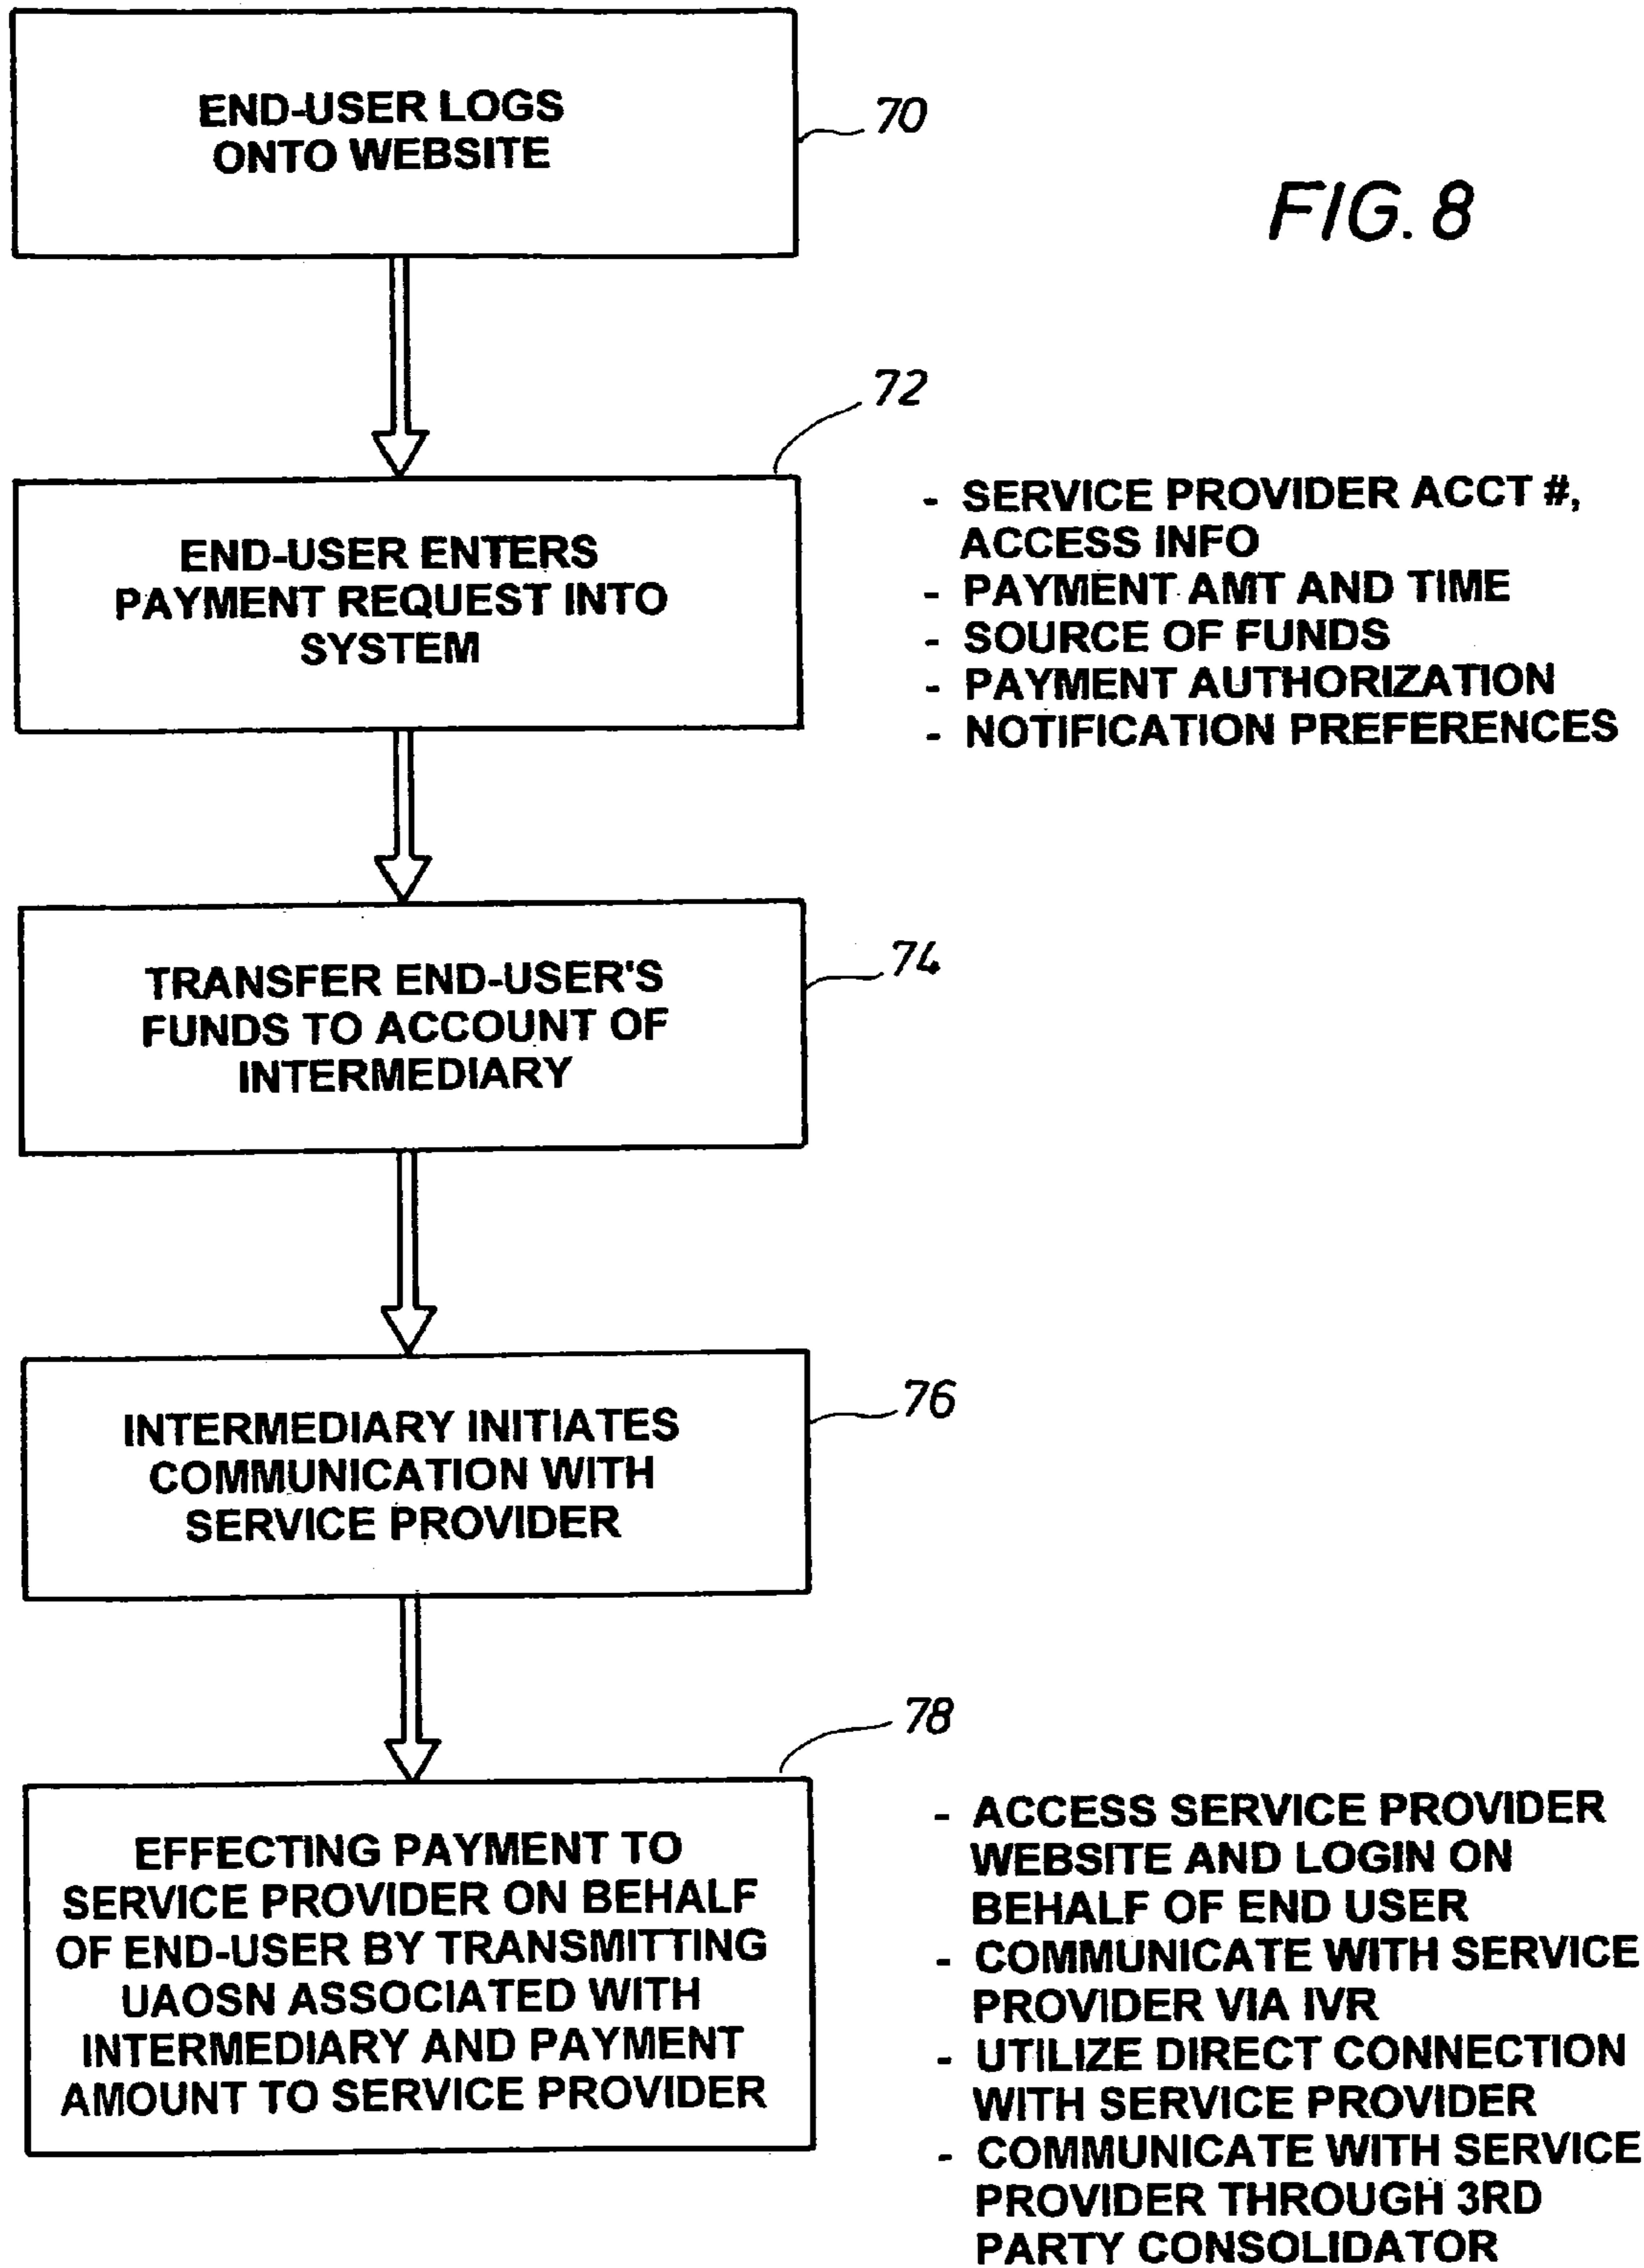 END-USER LOGS
ONTO WEBSITE
70
FIG. 8
72
END-USER ENTERS
PAYMENT REQUEST INTO
SYSTEM
- SERVICE PROVIDER ACCT #,
ACCESS INFO
- PAYMENT AMT AND TIME
- SOURCE OF FUNDS
- PAYMENT AUTHORIZATION
- NOTIFICATION PREFERENCES
TRANSFER END-USER'S
FUNDS TO ACCOUNT OF
INTERMEDIARY
74
INTERMEDIARY INITIATES
COMMUNICATION WITH
SERVICE PROVIDER
76
78
EFFECTING PAYMENT TO
SERVICE PROVIDER ON BEHALF
OF END-USER BY TRANSMITTING
UAOSN ASSOCIATED WITH
INTERMEDIARY AND PAYMENT
AMOUNT TO SERVICE PROVIDER
- ACCESS SERVICE PROVIDER
WEBSITE AND LOGIN ON
BEHALF OF END USER
- COMMUNICATE WITH SERVICE
PROVIDER VIA IVR
- UTILIZE DIRECT CONNECTION
WITH SERVICE PROVIDER
- COMMUNICATE WITH SERVICE
PROVIDER THROUGH 3RD
PARTY CONSOLIDATOR